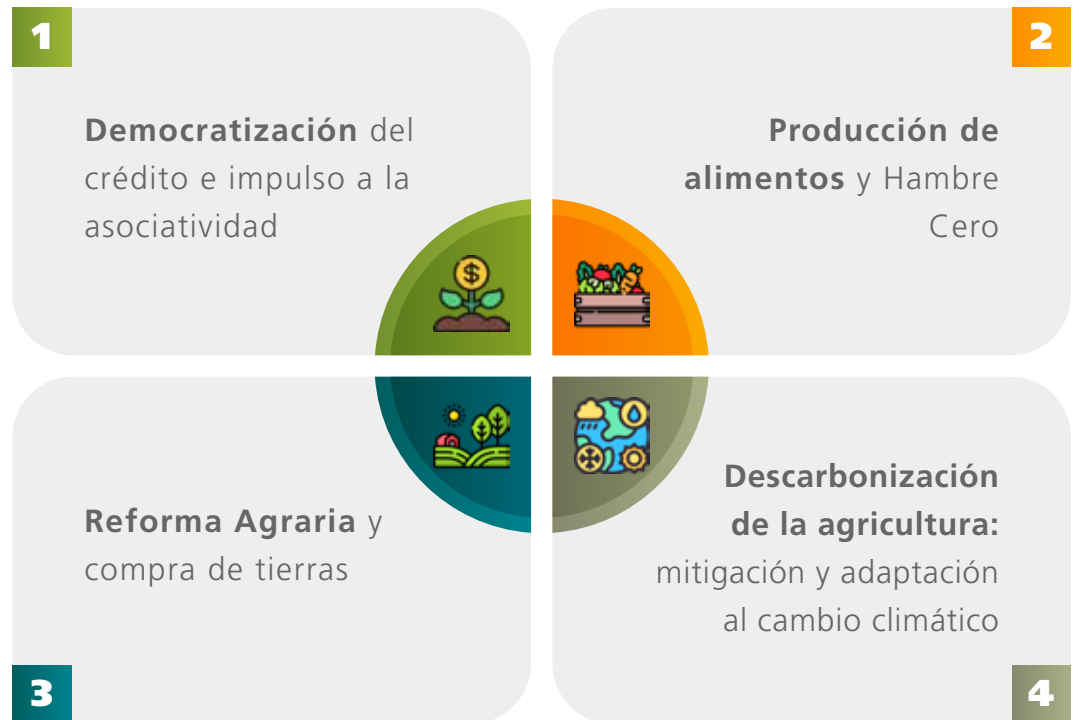 1
Democratización del
crédito e impulso a la
asociatividad
2
Producción de
alimentos y Hambre
Cero
3
Reforma Agraria y
compra de tierras
4
Descarbonización
de la agricultura:
mitigación y adaptación
al cambio climático